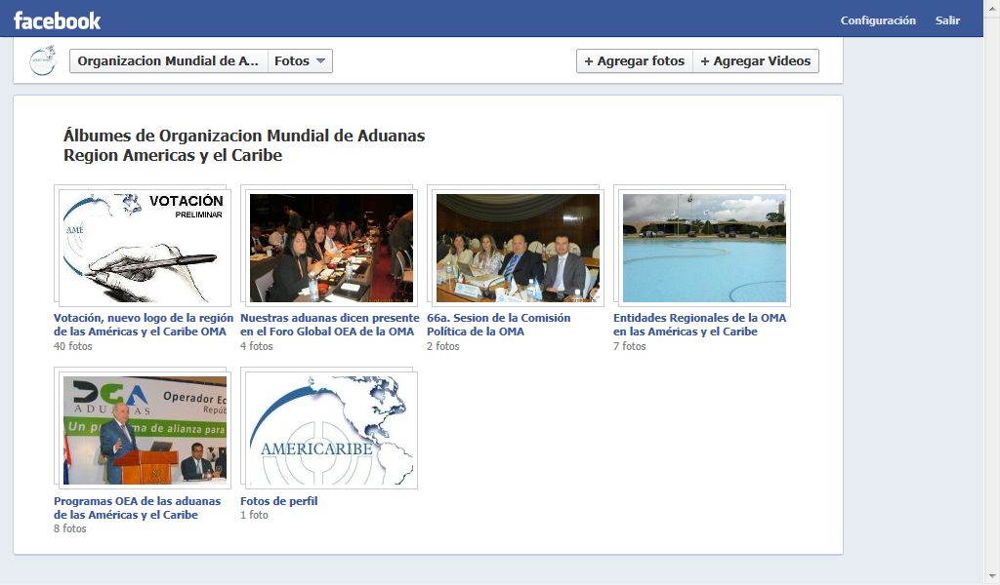 facebook
Configuración
Salir
Organizacion Mundial de A...
Fotos
+ Agregar fotos
+ Agregar Videos
Álbumes de Organizacion Mundial de Aduanas
Region Americas y el Caribe
VOTACIÓN
PRELIMINAR
AME
Votación, nuevo logo de la región
de las Américas y el Caribe OMA
40 fotos
Nuestras aduanas dicen presente
en el Foro Global OEA de la OMA
4 fotos
66a. Sesion de la Comisión
Política de la OMA
2 fotos
Entidades Regionales de la OMA
en las Américas y el Caribe
7 fotos
DGA
ADUANAS
Operador Ec
Repúb
Un pr ma de alianza para
AMERICARIBE
Programas OEA de las aduanas
de las Américas y el Caribe
8 fotos
Fotos de perfil
1 foto